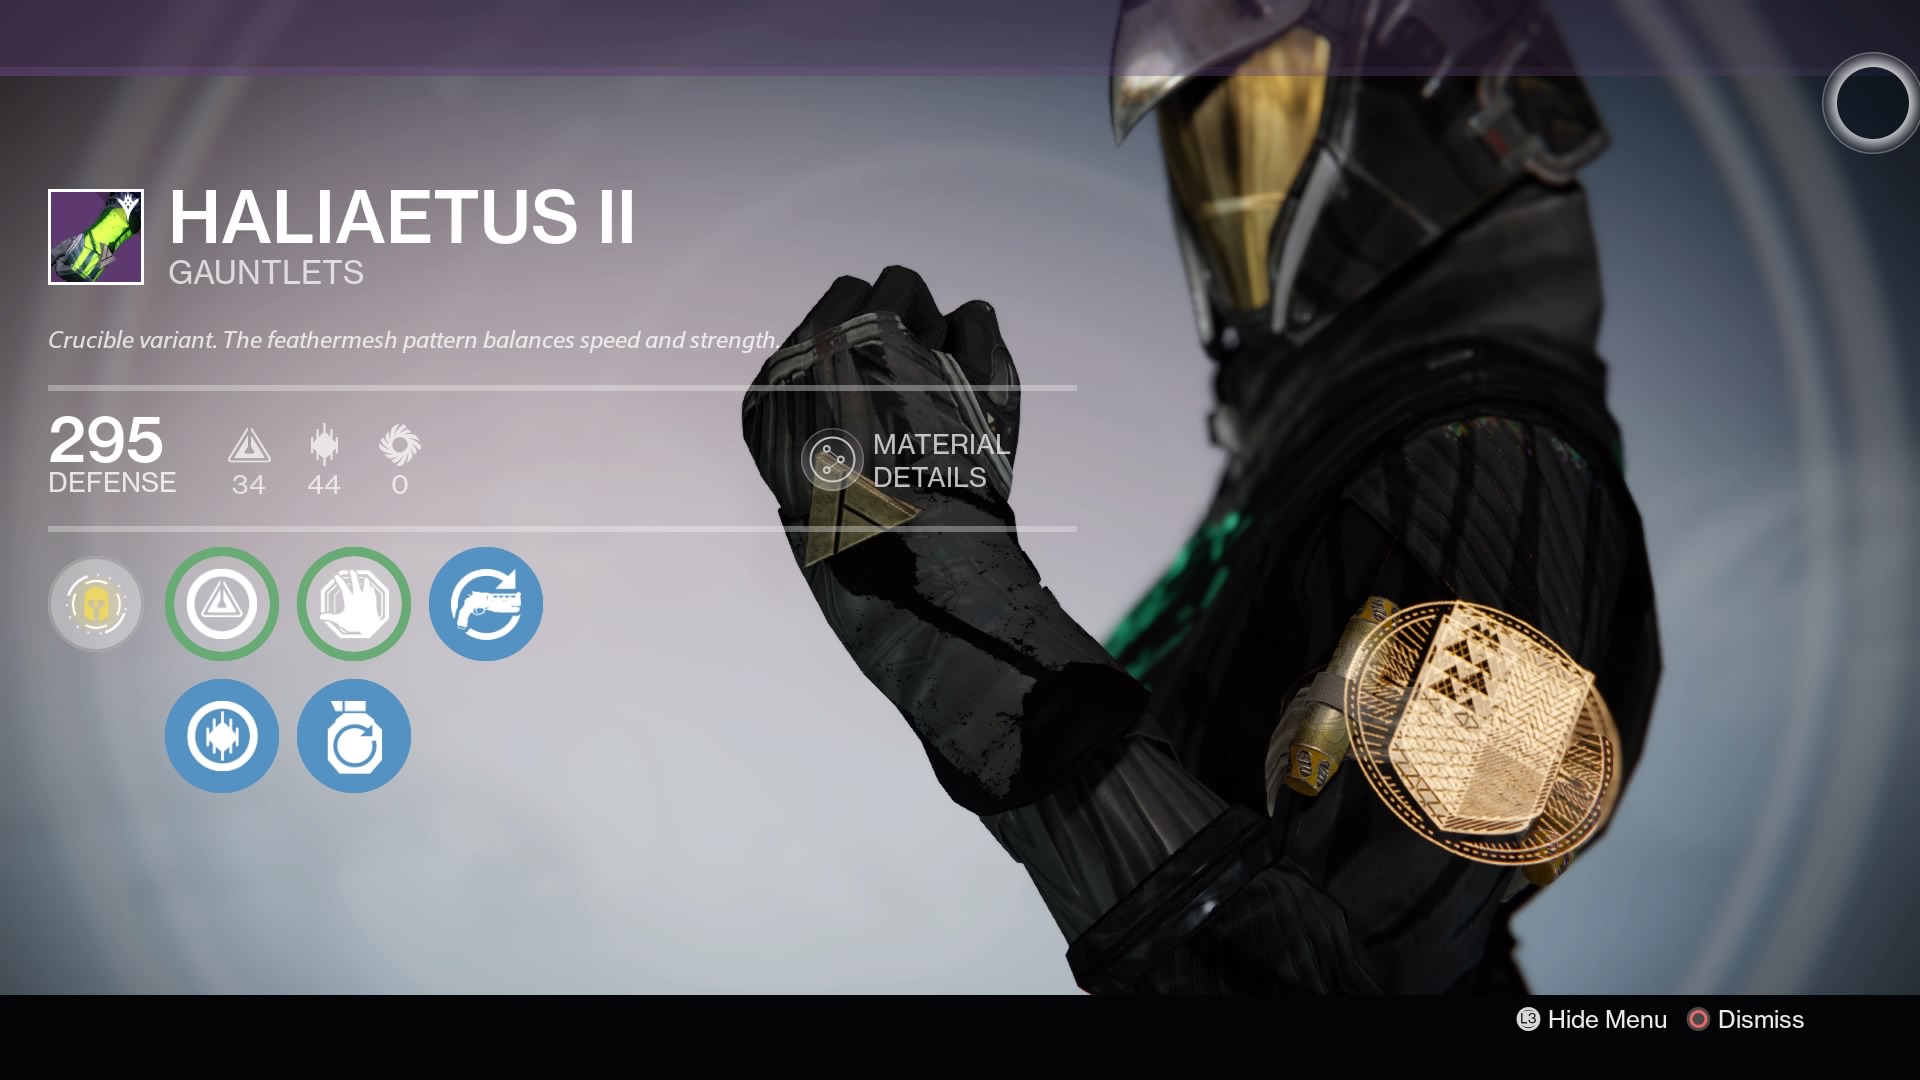 HALIAETUS II
GAUNTLETS
Crucible variant. The feathermesh pattern balances speed and strength.
295
DEFENSE
34
44
0
MATERIAL
DETAILS
L3 Hide Menu
Dismiss